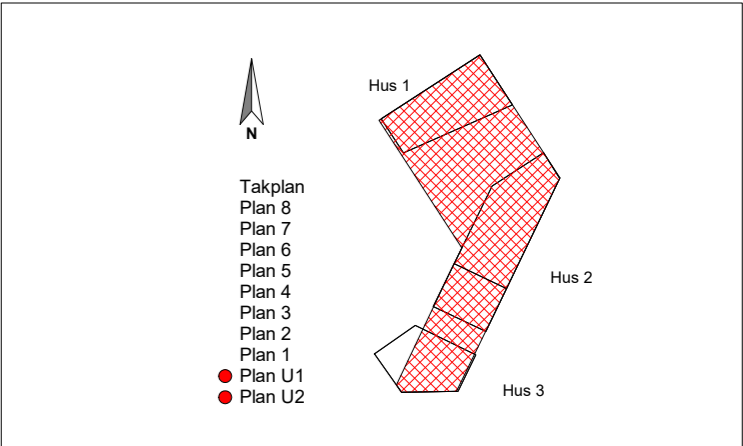 Hus 1
N
Takplan
Plan 8
Plan 7
Plan 6
Plan 5
Plan 4
Plan 3
Plan 2
Plan 1
Plan U1
Plan U2
Hus 2
Hus 3